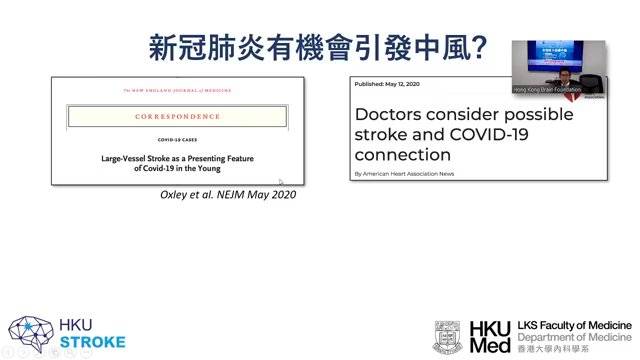 新冠肺炎有機會引發中風?
The NEW ENGLAND JOURNAL of MEDICINE
CORRESPONDENCE
COVID-19 CASES
Large-Vessel Stroke as a Presenting Feature
of Covid-19 in the Young
Oxley et al. NEJM May 2020
Published: May 12, 2020
Doctors consider possible
stroke and COVID-19
connection
By American Heart Association News
Hong Kong Brain Foundation
HKU
STROKE
HKU
Med
LKS Faculty of Medicine
Department of Medicine
香港大學內科學系